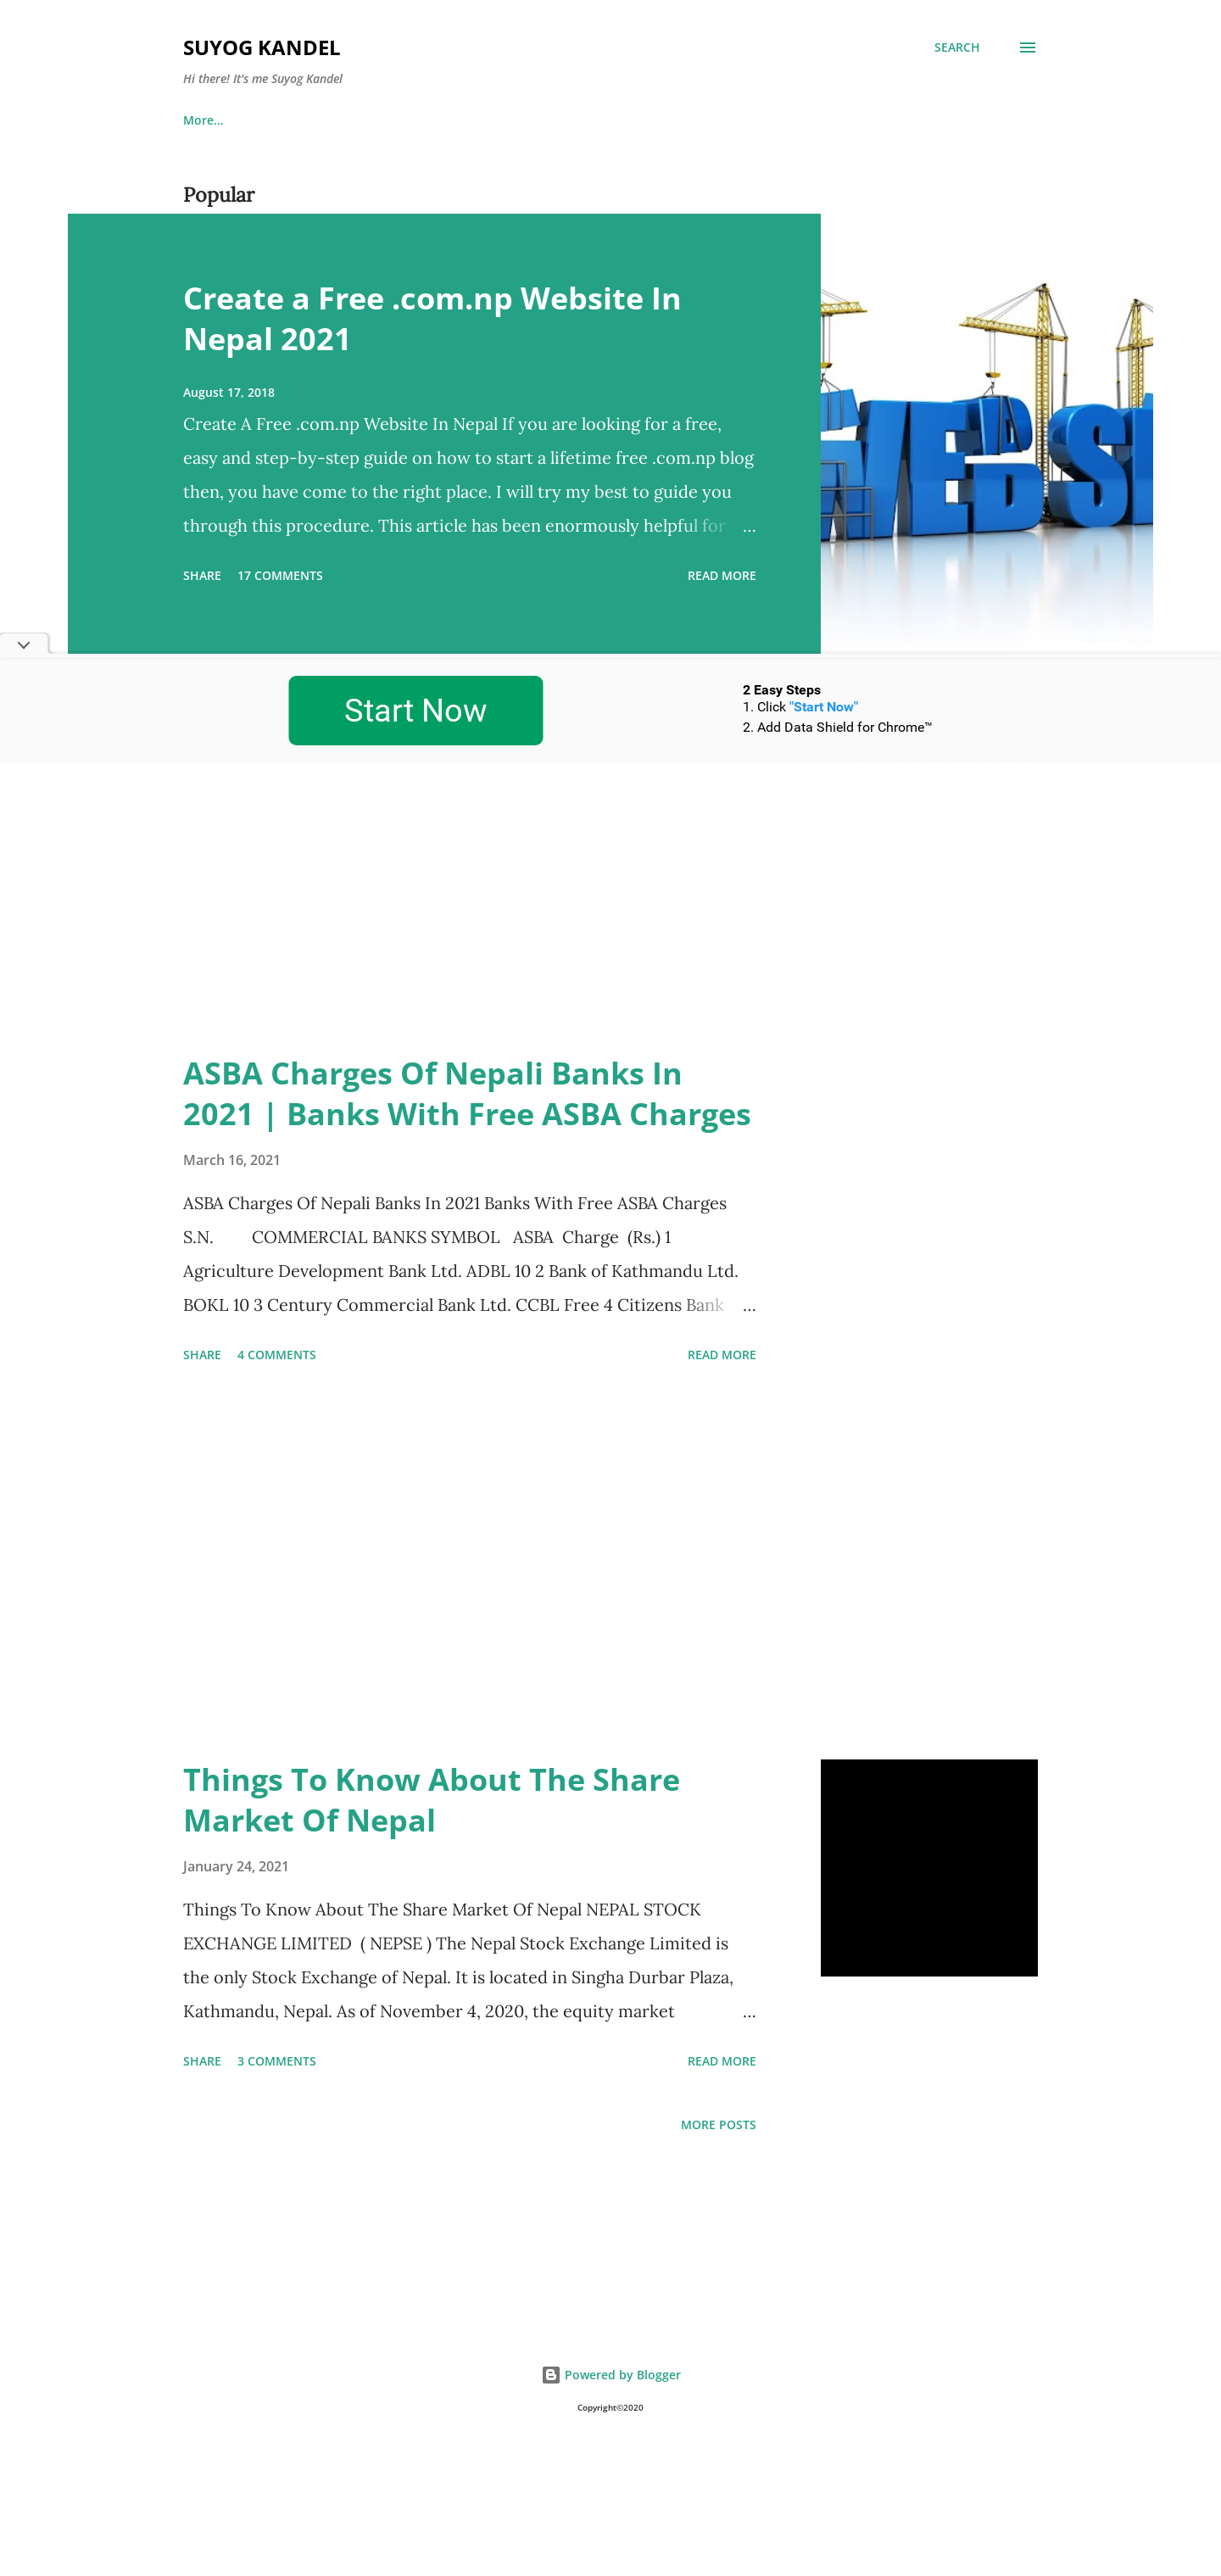 SUYOG KANDEL
SEARCH
Hi there! It's me Suyog Kandel
More...
Popular
Create a Free .com.np Website In
Nepal 2021
August 17, 2018
Create A Free .com.np Website In Nepal If you are looking for a free,
easy and step-by-step guide on how to start a lifetime free .com.np blog
then, you have come to the right place. I will try my best to guide you
through this procedure. This article has been enormously helpful for …
SHARE 17 COMMENTS READ MORE
Start Now
2 Easy Steps
1. Click "Start Now"
2. Add Data Shield for Chrome™
ASBA Charges Of Nepali Banks In
2021 | Banks With Free ASBA Charges
March 16, 2021
ASBA Charges Of Nepali Banks In 2021 Banks With Free ASBA Charges
S.N. COMMERCIAL BANKS SYMBOL ASBA Charge (Rs.) 1
Agriculture Development Bank Ltd. ADBL 10 2 Bank of Kathmandu Ltd.
BOKL 10 3 Century Commercial Bank Ltd. CCBL Free 4 Citizens Bank …
SHARE 4 COMMENTS READ MORE
Things To Know About The Share
Market Of Nepal
January 24, 2021
Things To Know About The Share Market Of Nepal NEPAL STOCK
EXCHANGE LIMITED ( NEPSE ) The Nepal Stock Exchange Limited is
the only Stock Exchange of Nepal. It is located in Singha Durbar Plaza,
Kathmandu, Nepal. As of November 4, 2020, the equity market …
SHARE 3 COMMENTS READ MORE
MORE POSTS
Powered by Blogger
Copyright©2020